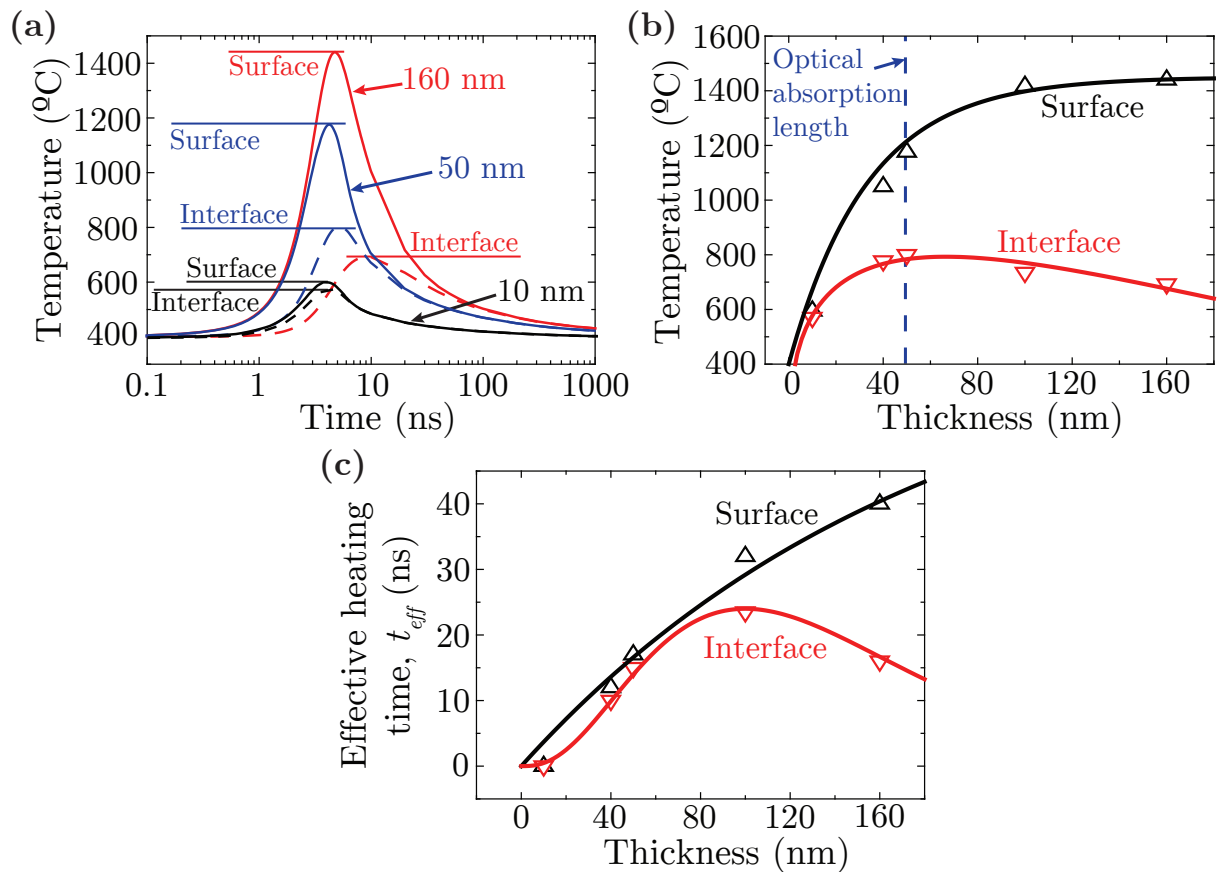 (a)
Temperature (ºC)
1400
1200
1000
800
600
400
Surface
160 nm
Surface
50 nm
Interface
Interface
Surface
Interface
10 nm
0.1
1
10
100
1000
Time (ns)
(b)
Temperature (ºC)
1600
1400
1200
1000
800
600
400
Optical
absorption
length
Surface
Interface
0
40
80
120
160
Thickness (nm)
(c)
Effective heating
time, t_eff (ns)
40
30
20
10
0
Surface
Interface
0
40
80
120
160
Thickness (nm)